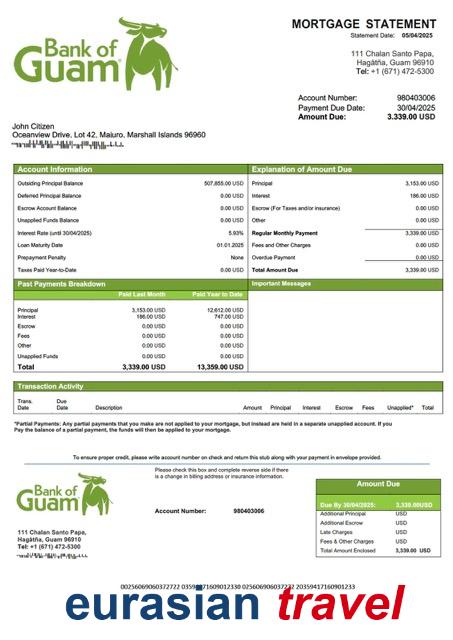 Bank of
Guam
MORTGAGE STATEMENT
Statement Date: 05/04/2025
111 Chalan Santo Papa,
Hagåtña, Guam 96910
Tel: +1 (671) 472-5300
Account Number: 980403006
Payment Due Date: 30/04/2025
Amount Due: 3.339.00 USD
John Citizen
Oceanview Drive, Lot 42, Majuro, Marshall Islands 96960
Account Information
Outsiding Principal Balance 507,855.00 USD
Deferred Principal Balance 0.00 USD
Escrow Account Balance 0.00 USD
Unapplied Funds Balance 0.00 USD
Interest Rate (until 30/04/2025) 5.93%
Loan Maturity Date 01.01.2025
Prepayment Penalty None
Taxes Paid Year-to-Date 0.00 USD
Explanation of Amount Due
Principal 3,153.00 USD
Interest 186.00 USD
Escrow (For Taxes and/or insurance) 0.00 USD
Other 0.00 USD
Regular Monthly Payment 3,339.00 USD
Fees and Other Charges 0.00 USD
Overdue Payment 0.00 USD
Total Amount Due 3,339.00 USD
Past Payments Breakdown
Paid Last Month Paid Year to Date
Principal 3,153.00 USD 12,612.00 USD
Interest 186.00 USD 747.00 USD
Escrow 0.00 USD 0.00 USD
Fees 0.00 USD 0.00 USD
Other 0.00 USD 0.00 USD
Unapplied Funds 0.00 USD 0.00 USD
Total 3,339.00 USD 13,359.00 USD
Important Messages
Transaction Activity
Trans. Date Due Date Description Amount Principal Interest Escrow Fees Unapplied* Total
*Partial Payments: Any partial payments that you make are not applied to your mortgage, but instead are held in a separate unapplied account. If you
Pay the balance of a partial payment, the funds will then be applied to your mortgage.
To ensure proper credit, please write account number on check and return this stub along with your payment in envelope provided.
Bank of
Guam
111 Chalan Santo Papa,
Hagåtña, Guam 96910
Tel: +1 (671) 472-5300
Please check this box and complete reverse side if there
is a change in billing address or insurance information.
Account Number: 980403006
Amount Due
Due By 30/04/2025: 3,339.00USD
Additional Principal USD
Additional Escrow USD
Late Charges USD
Fees & Other Charges USD
Total Amount Enclosed 3,339.00 USD
eurasian travel